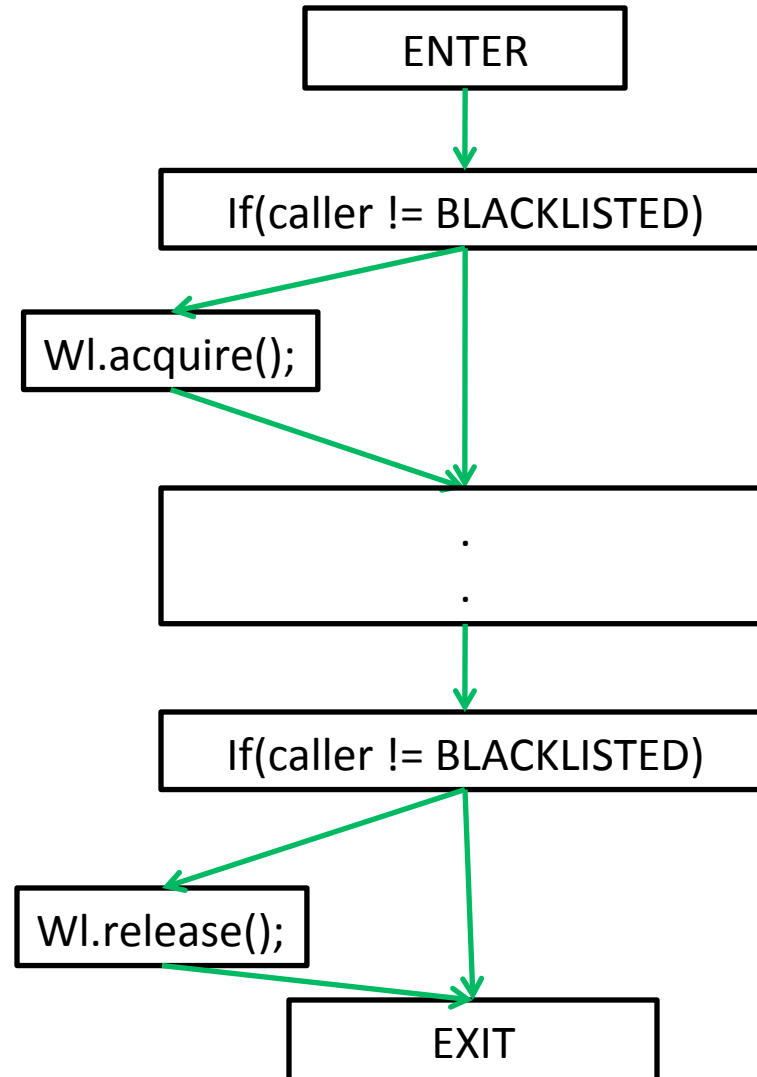 ENTER
If(caller != BLACKLISTED)
Wl.acquire();
.
.
If(caller != BLACKLISTED)
Wl.release();
EXIT